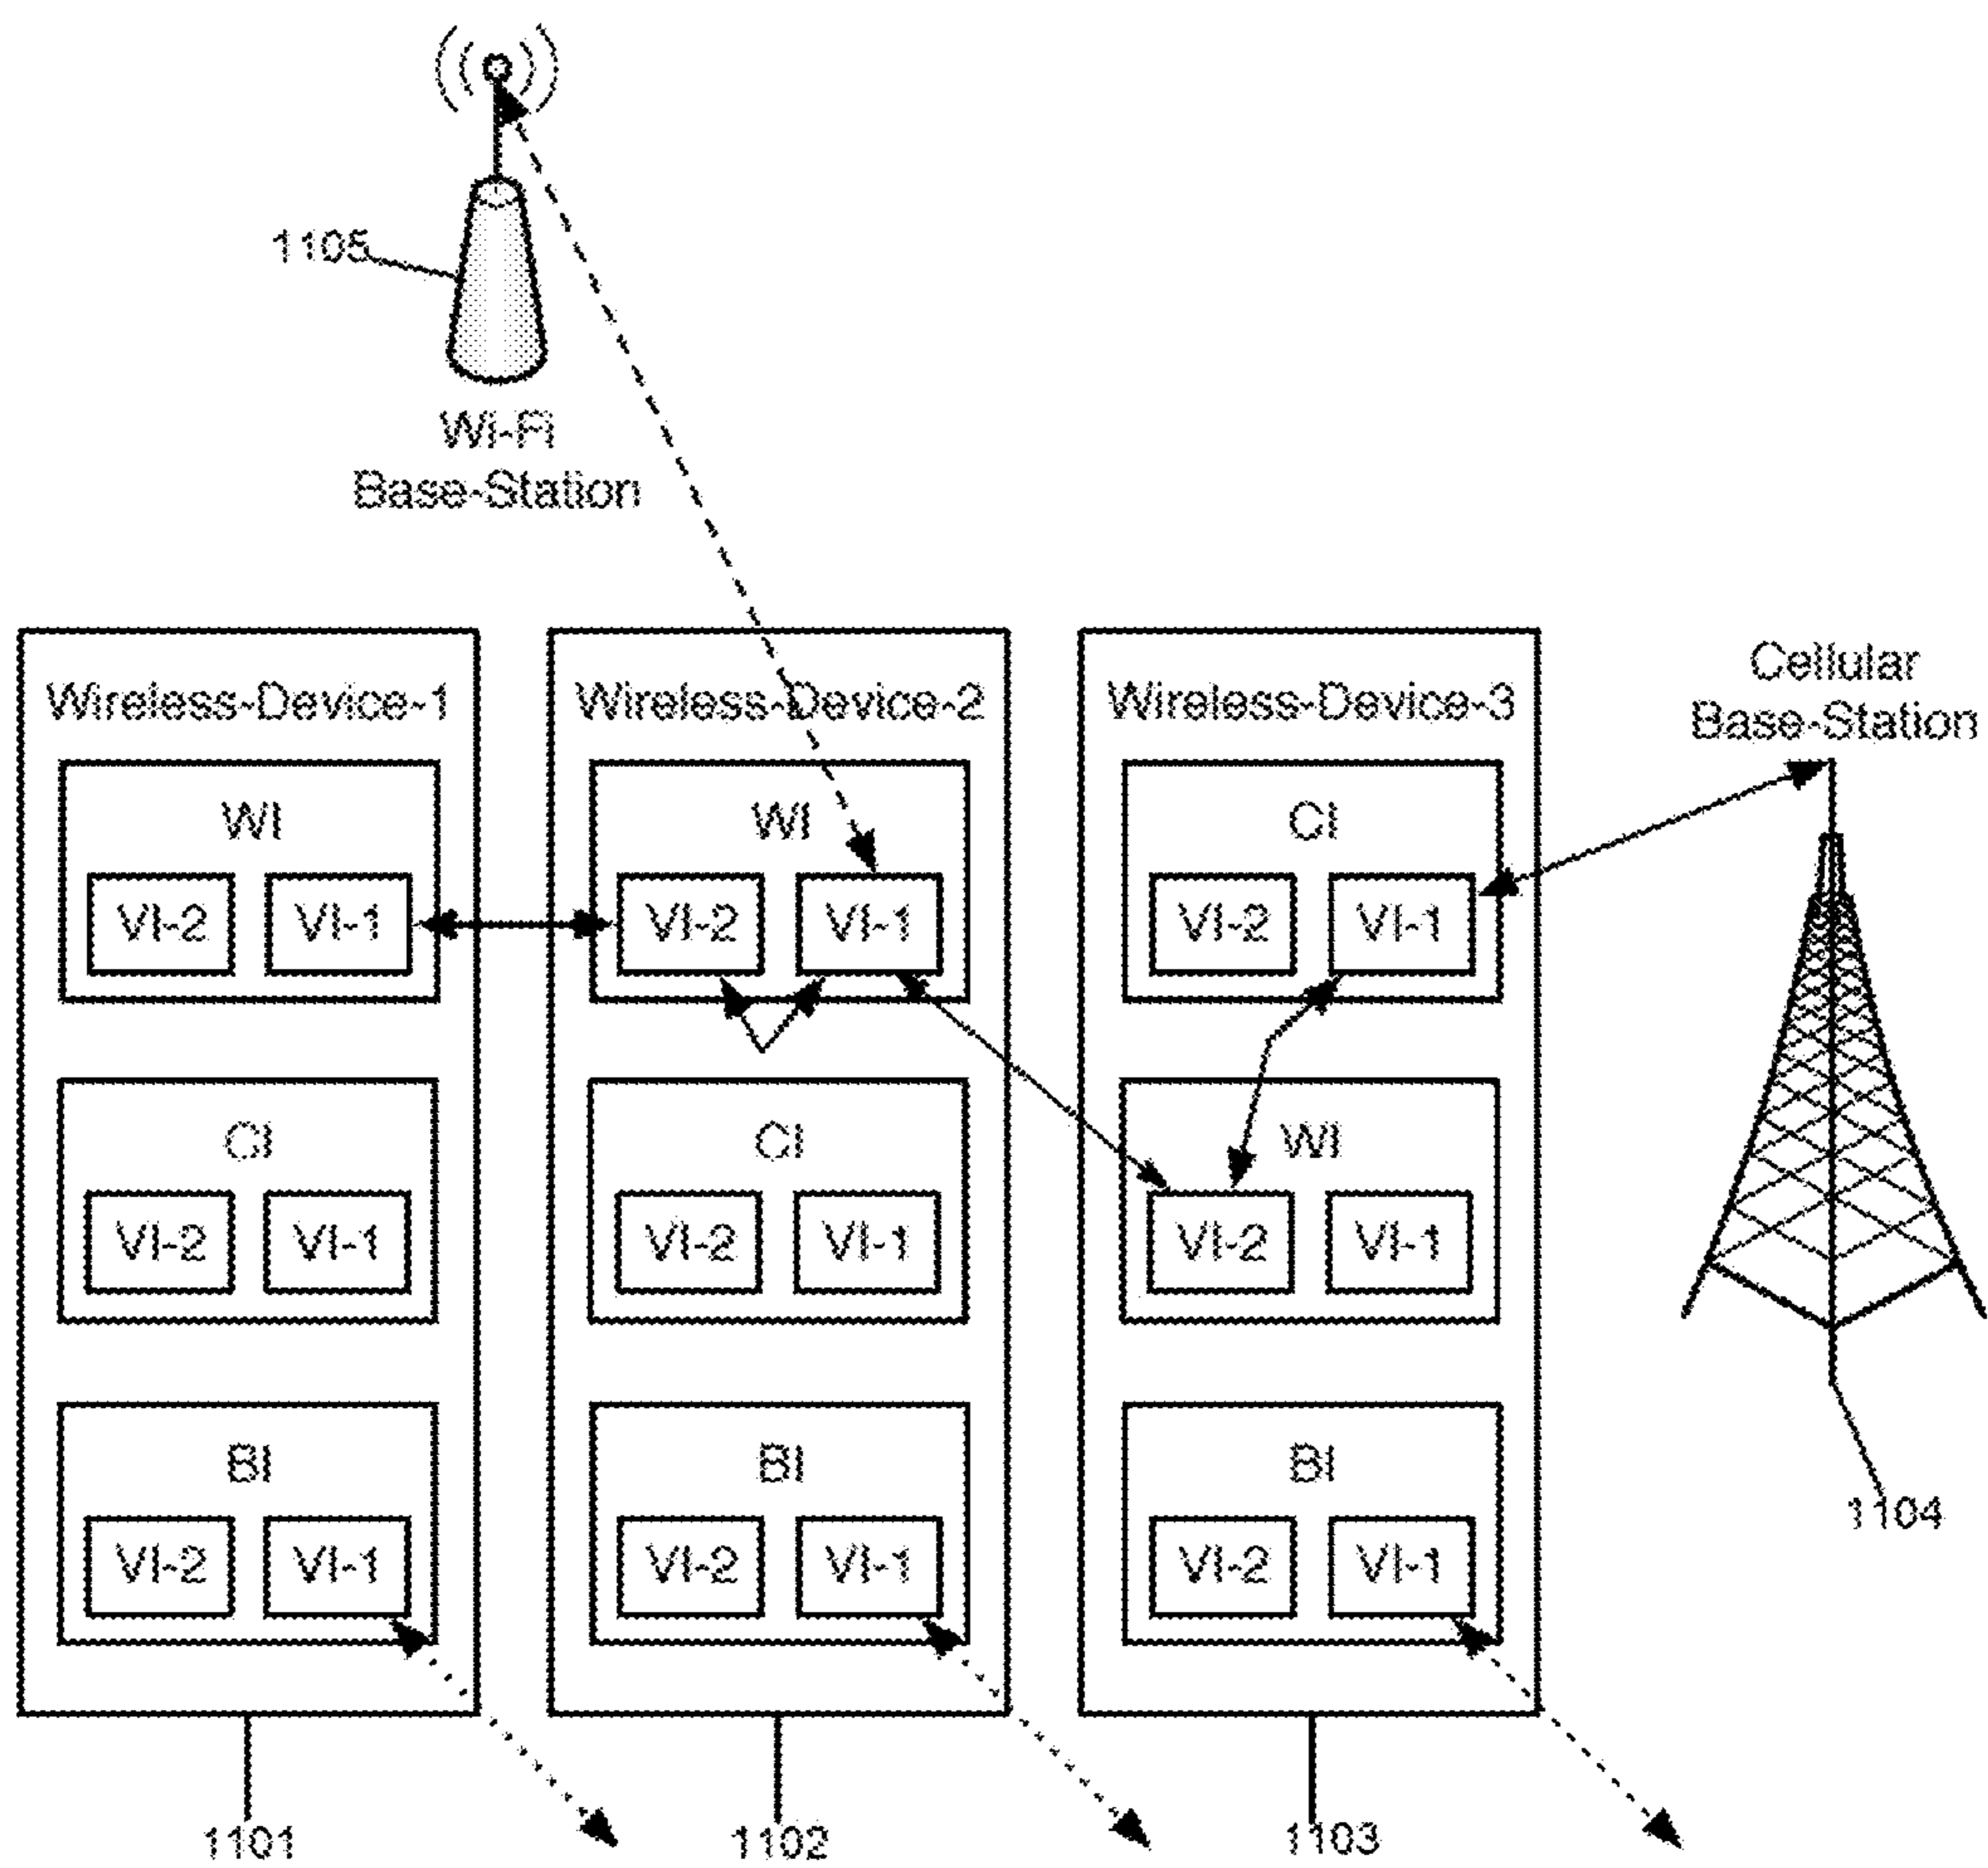 1105
Wi-Fi
Base-Station
Wireless-Device-1
WI
VI-2
VI-1
CI
VI-2
VI-1
BI
VI-2
VI-1
1101
Wireless-Device-2
WI
VI-2
VI-1
CI
VI-2
VI-1
BI
VI-2
VI-1
1102
Wireless-Device-3
CI
VI-2
VI-1
WI
VI-2
VI-1
BI
VI-2
VI-1
1103
Cellular
Base-Station
1104